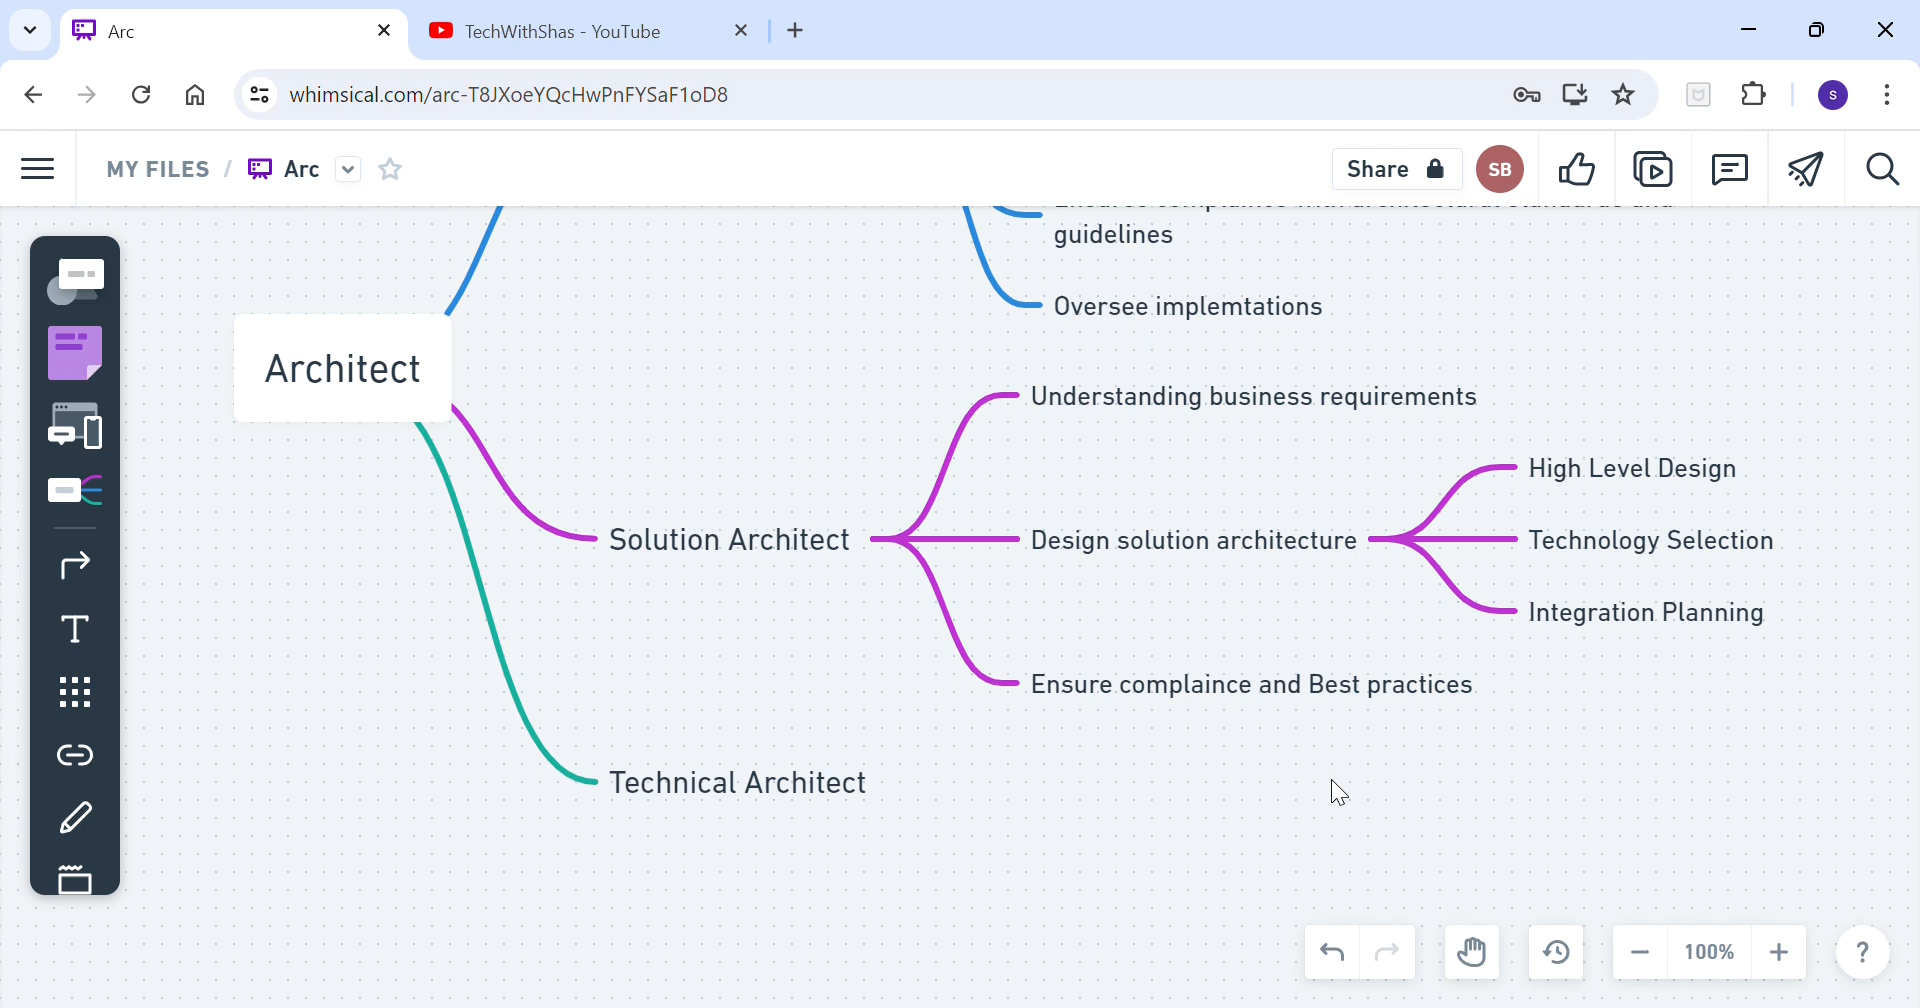 Arc
TechWithShas - YouTube
whimsical.com/arc-T8JXoeYQcHwPnFYSaF1oD8
S
MY FILES / Arc
Share
SB
guidelines
Oversee implemtations
Architect
Understanding business requirements
High Level Design
Solution Architect
Design solution architecture
Technology Selection
Integration Planning
Ensure complaince and Best practices
Technical Architect
100%
?